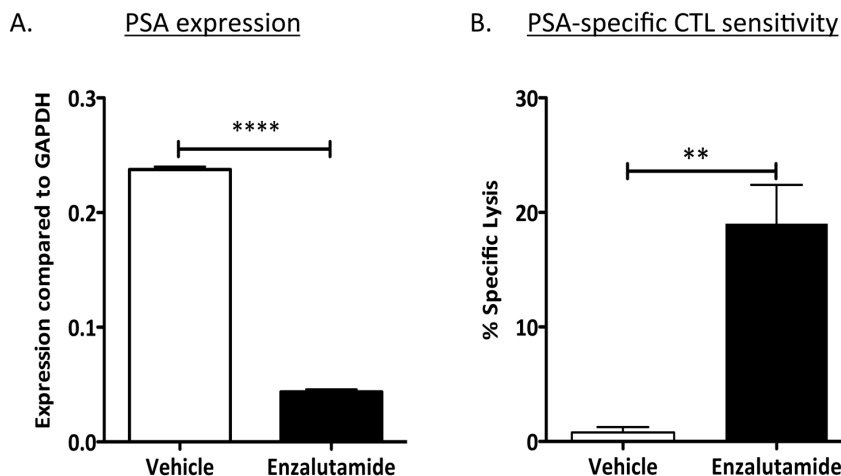 A. PSA expression
Expression compared to GAPDH
0.3
0.2
0.1
0.0
****
Vehicle Enzalutamide
B. PSA-specific CTL sensitivity
% Specific Lysis
30
20
10
0
**
Vehicle Enzalutamide